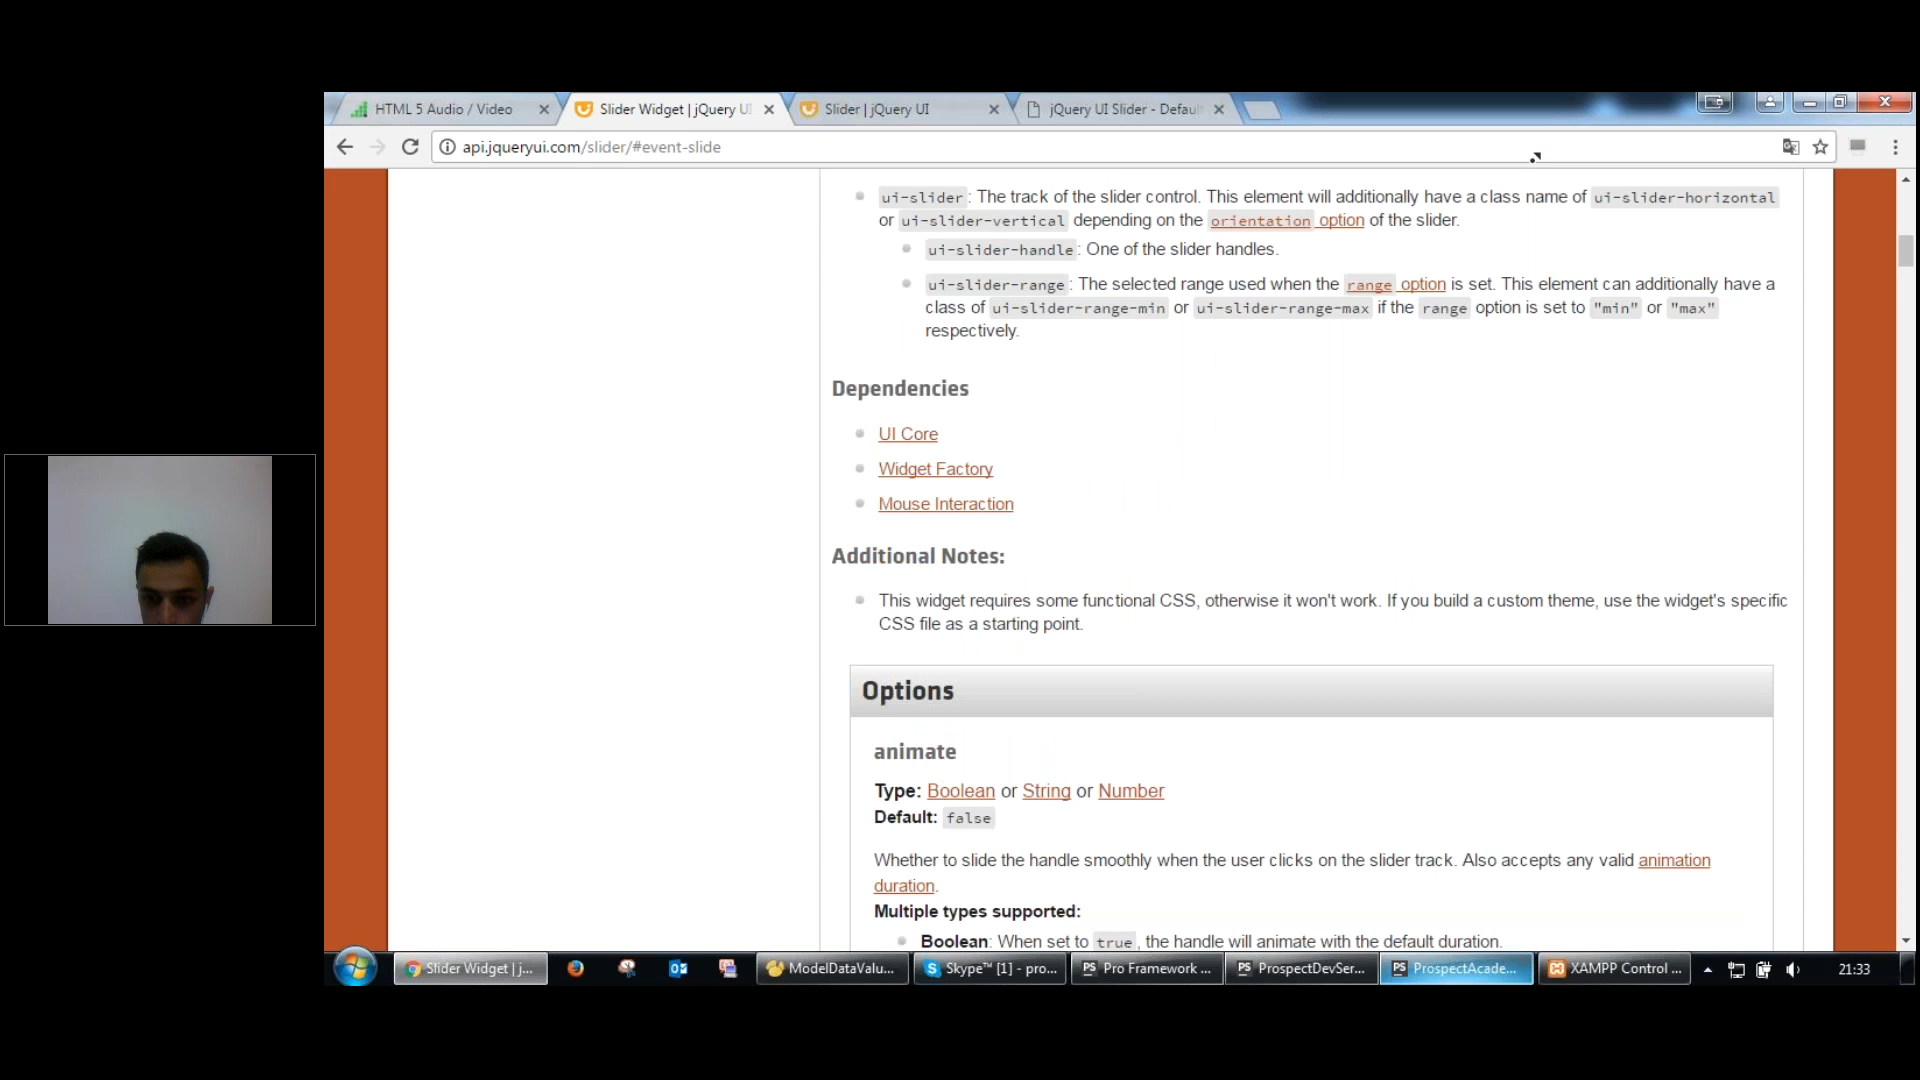 HTML 5 Audio / Video
Slider Widget | jQuery UI
Slider | jQuery UI
jQuery UI Slider - Defau
api.jqueryui.com/slider/#event-slide
ui-slider: The track of the slider control. This element will additionally have a class name of ui-slider-horizontal
or ui-slider-vertical depending on the orientation option of the slider.
ui-slider-handle: One of the slider handles.
ui-slider-range: The selected range used when the range option is set. This element can additionally have a
class of ui-slider-range-min or ui-slider-range-max if the range option is set to "min" or "max"
respectively.
Dependencies
UI Core
Widget Factory
Mouse Interaction
Additional Notes:
This widget requires some functional CSS, otherwise it won't work. If you build a custom theme, use the widget's specific
CSS file as a starting point.
Options
animate
Type: Boolean or String or Number
Default: false
Whether to slide the handle smoothly when the user clicks on the slider track. Also accepts any valid animation
duration.
Multiple types supported:
Boolean: When set to true, the handle will animate with the default duration.
Slider Widget | j...
ModelDataValu...
Skype™ [1] - pro...
Pro Framework ...
ProspectDevSer...
ProspectAcade...
XAMPP Control ...
21:33